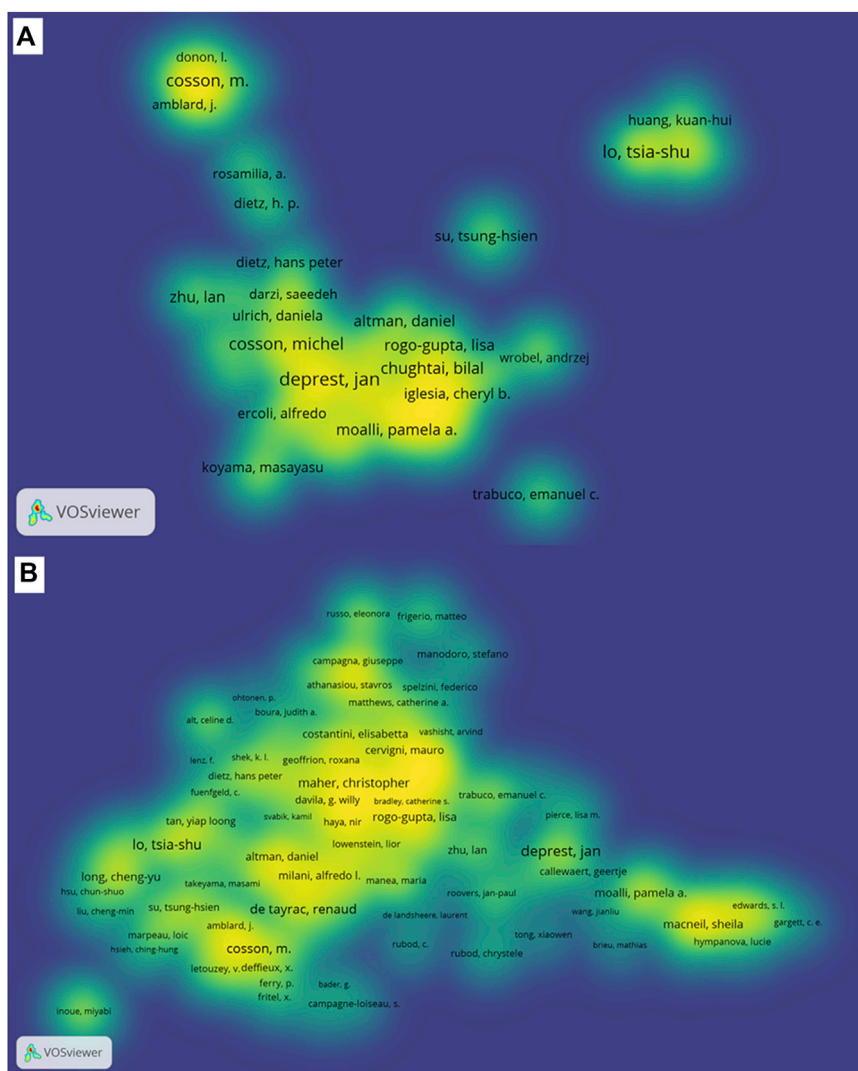 A
donon, l.
cosson, m.
amblard, j.
huang, kuan-hui
lo, tsia-shu
rosamilia, a.
dietz, h. p.
su, tsung-hsien
dietz, hans peter
zhu, lan
darzi, saeedeh
ulrich, daniela
altman, daniel
cosson, michel
rogo-gupta, lisa
wrobel, andrzej
chughtai, bilal
deprest, jan
iglesia, cheryl b.
ercoli, alfredo
moalli, pamela a.
koyama, masayasu
trabuco, emanuel c.
VOSviewer
B
russo, eleonora
frigerio, matteo
manodoro, stefano
campagna, giuseppe
athanasiou, stavros
spelzini, federico
ohtonen, p.
matthews, catherine a.
boura, judith a.
alt, celine d.
costantini, elisabetta
vashisht, arvind
cervigni, mauro
lenz, f.
shek, k. l.
geoffrion, roxana
dietz, hans peter
maher, christopher
fuenfgeld, c.
davila, g. willy
bradley, catherine s.
trabuco, emanuel c.
tan, yiap loong
svabik, kamil
haya, nir
rogo-gupta, lisa
pierce, lisa m.
lo, tsia-shu
lowenstein, lior
altman, daniel
zhu, lan
deprest, jan
long, cheng-yu
milani, alfredo l.
manea, maria
callewaert, geertje
hsu, chun-shuo
takeyama, masami
roovers, jan-paul
moalli, pamela a.
liu, cheng-min
su, tsung-hsien
de tayrac, renaud
de landsheere, laurent
wang, jianliu
edwards, s. l.
amblard, j.
macneil, sheila
gargett, c. e.
marpeau, loic
tong, xiaowen
hsieh, ching-hung
cosson, m.
rubod, c.
rubod, chrystele
brieu, mathias
hympanova, lucie
letouzey, v.
deffieux, x.
ferry, p.
bader, g.
fritel, x.
campagne-loiseau, s.
inoue, miyabi
VOSviewer